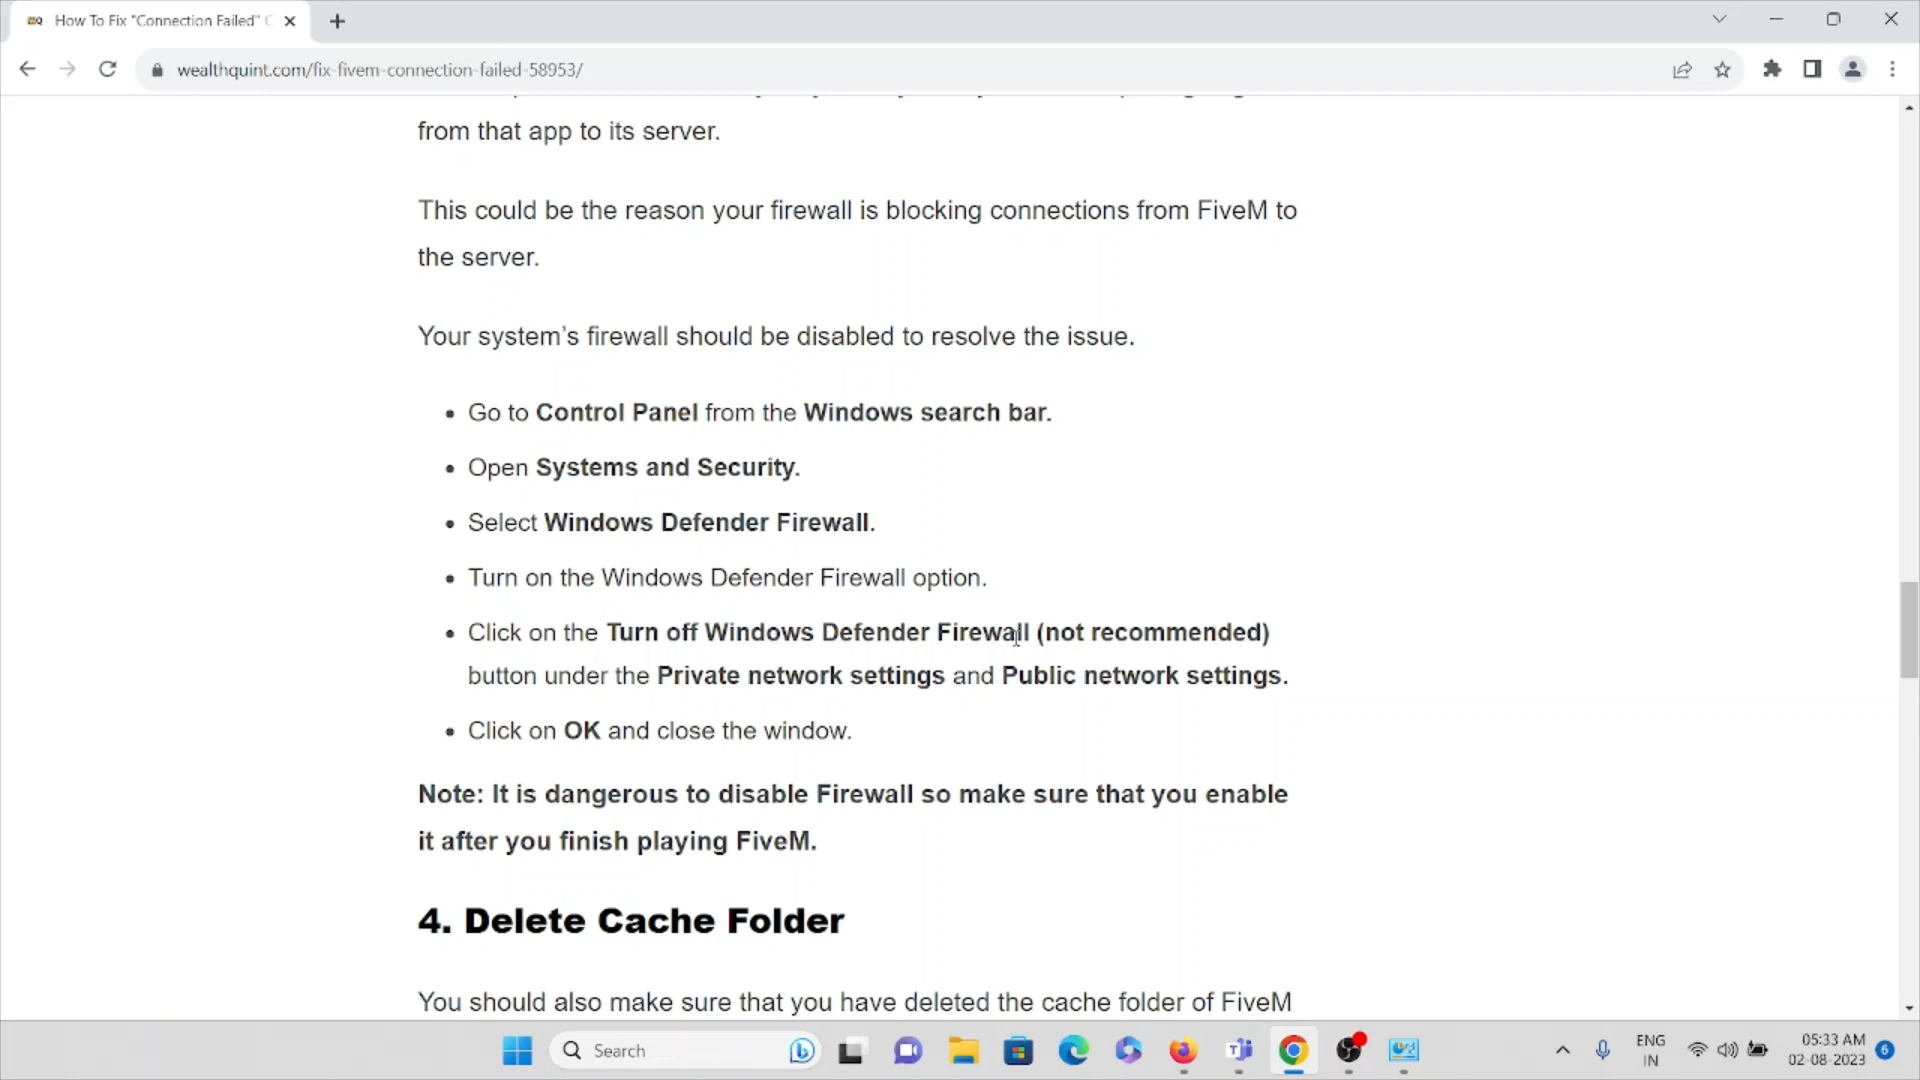 How To Fix "Connection Failed" C
wealthquint.com/fix-fivem-connection-failed-58953/
from that app to its server.
This could be the reason your firewall is blocking connections from FiveM to
the server.
Your system’s firewall should be disabled to resolve the issue.
Go to Control Panel from the Windows search bar.
Open Systems and Security.
Select Windows Defender Firewall.
Turn on the Windows Defender Firewall option.
Click on the Turn off Windows Defender Firewall (not recommended)
button under the Private network settings and Public network settings.
Click on OK and close the window.
Note: It is dangerous to disable Firewall so make sure that you enable
it after you finish playing FiveM.
4. Delete Cache Folder
You should also make sure that you have deleted the cache folder of FiveM
Search
ENG
IN
05:33 AM
02-08-2023
6